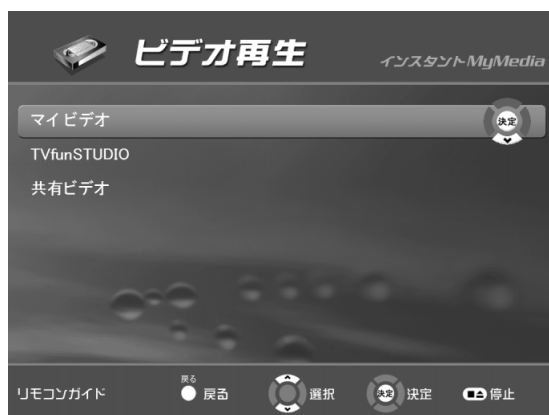 ビデオ再生
インスタントMyMedia
マイビデオ
決定
TVfunSTUDIO
共有ビデオ
リモコンガイド
戻る
戻る
選択
決定
決定
停止